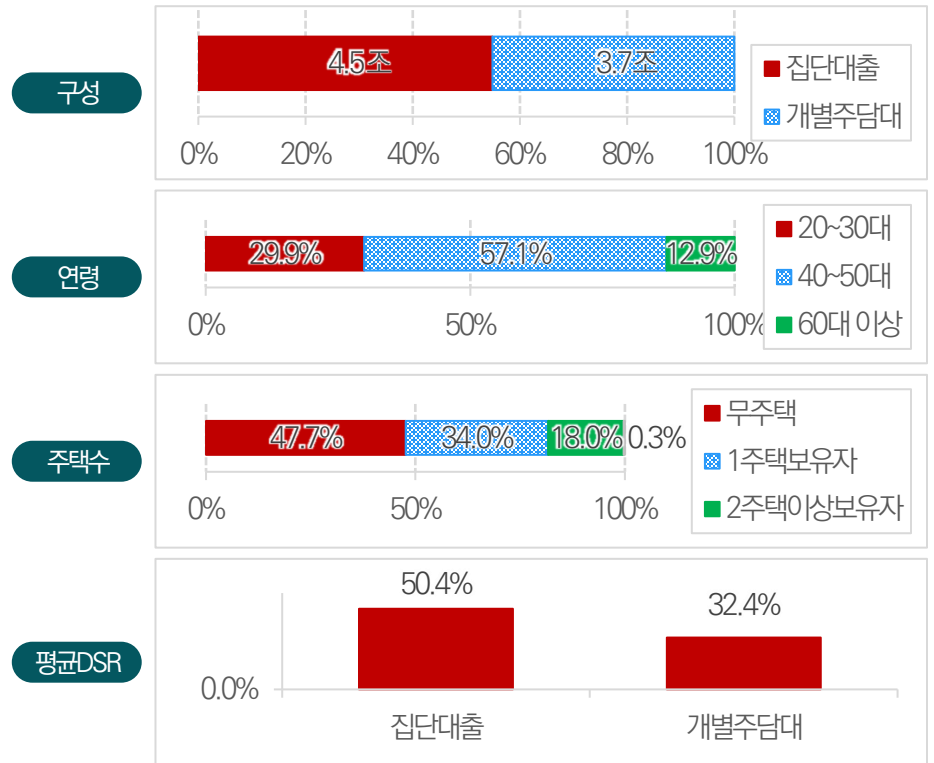 구성
4.5조 3.7조
집단대출
개별주담대
0% 20% 40% 60% 80% 100%
연령
29.9% 57.1% 12.9%
20~30대
40~50대
60대 이상
0% 50% 100%
주택수
47.7% 34.0% 18.0% 0.3%
무주택
1주택보유자
2주택이상보유자
0% 50% 100%
평균DSR
50.4% 32.4%
0.0%
집단대출 개별주담대